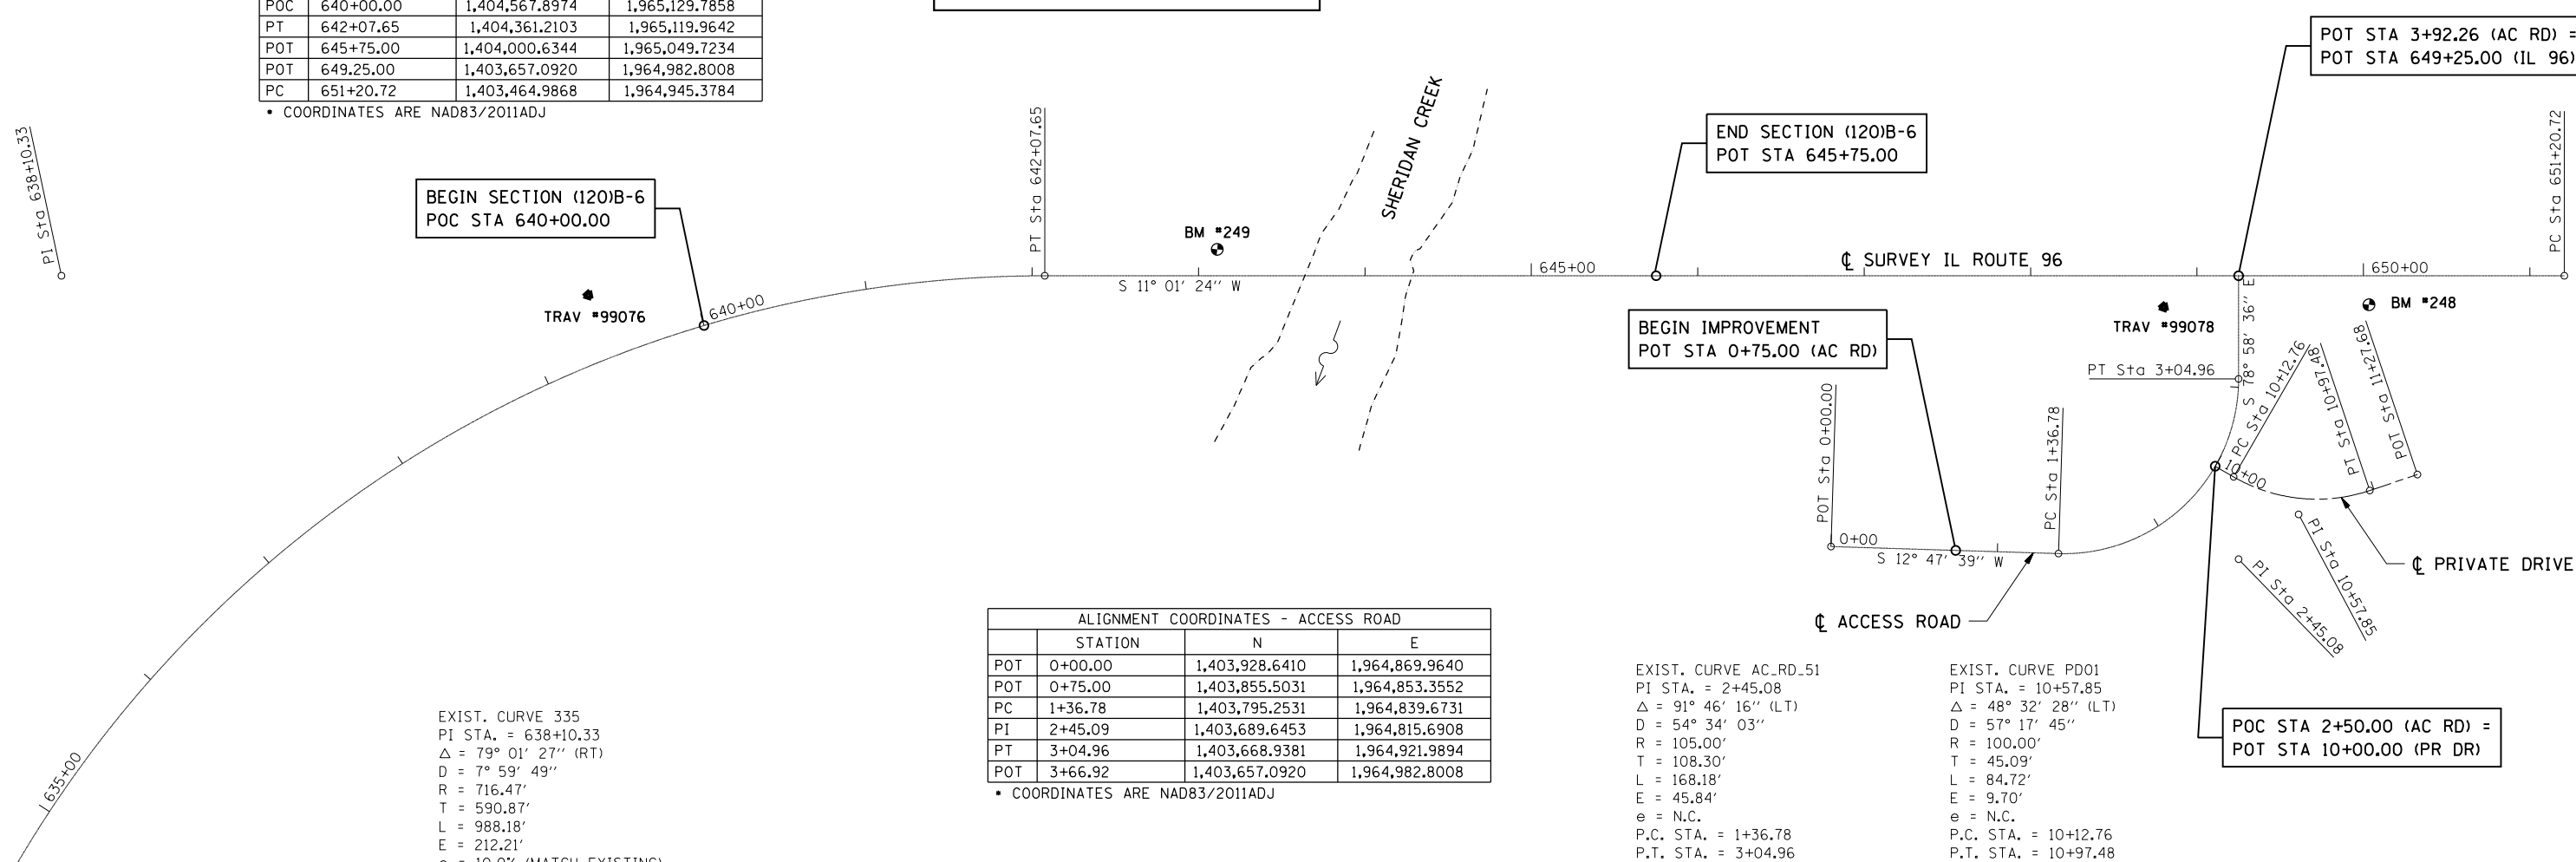 POC 640+00.00 1,404,567.8974 1,965,129.7858
PT 642+07.65 1,404,361.2103 1,965,119.9642
POT 645+75.00 1,404,000.6344 1,965,049.7234
POT 649.25.00 1,403,657.0920 1,964,982.8008
PC 651+20.72 1,403,464.9868 1,964,945.3784
* COORDINATES ARE NAD83/2011ADJ
POT STA 3+92.26 (AC RD) =
POT STA 649+25.00 (IL 96)
PI Sta 638+10.33
BEGIN SECTION (120)B-6
POC STA 640+00.00
TRAV #99076
640+00
PT Sta 642+07.65
BM #249
S 11° 01' 24" W
SHERIDAN CREEK
END SECTION (120)B-6
POT STA 645+75.00
645+00
℄ SURVEY IL ROUTE 96
650+00
PC Sta 651+20.72
BEGIN IMPROVEMENT
POT STA 0+75.00 (AC RD)
TRAV #99078
BM #248
S 78° 58' 36" E
PT Sta 3+04.96
PC Sta 10+12.76
PT Sta 10+97.48
POT Sta 11+27.68
10+00
POT Sta 0+00.00
PC Sta 1+36.78
0+00
S 12° 47' 39" W
PI Sta 10+57.85
PI Sta 2+45.08
℄ PRIVATE DRIVE
℄ ACCESS ROAD
635+00
ALIGNMENT COORDINATES - ACCESS ROAD
STATION N E
POT 0+00.00 1,403,928.6410 1,964,869.9640
POT 0+75.00 1,403,855.5031 1,964,853.3552
PC 1+36.78 1,403,795.2531 1,964,839.6731
PI 2+45.09 1,403,689.6453 1,964,815.6908
PT 3+04.96 1,403,668.9381 1,964,921.9894
POT 3+66.92 1,403,657.0920 1,964,982.8008
* COORDINATES ARE NAD83/2011ADJ
EXIST. CURVE 335
PI STA. = 638+10.33
△ = 79° 01' 27" (RT)
D = 7° 59' 49"
R = 716.47'
T = 590.87'
L = 988.18'
E = 212.21'
e = 10.0% (MATCH EXISTING)
EXIST. CURVE AC_RD_51
PI STA. = 2+45.08
△ = 91° 46' 16" (LT)
D = 54° 34' 03"
R = 105.00'
T = 108.30'
L = 168.18'
E = 45.84'
e = N.C.
P.C. STA. = 1+36.78
P.T. STA. = 3+04.96
EXIST. CURVE PD01
PI STA. = 10+57.85
△ = 48° 32' 28" (LT)
D = 57° 17' 45"
R = 100.00'
T = 45.09'
L = 84.72'
E = 9.70'
e = N.C.
P.C. STA. = 10+12.76
P.T. STA. = 10+97.48
POC STA 2+50.00 (AC RD) =
POT STA 10+00.00 (PR DR)